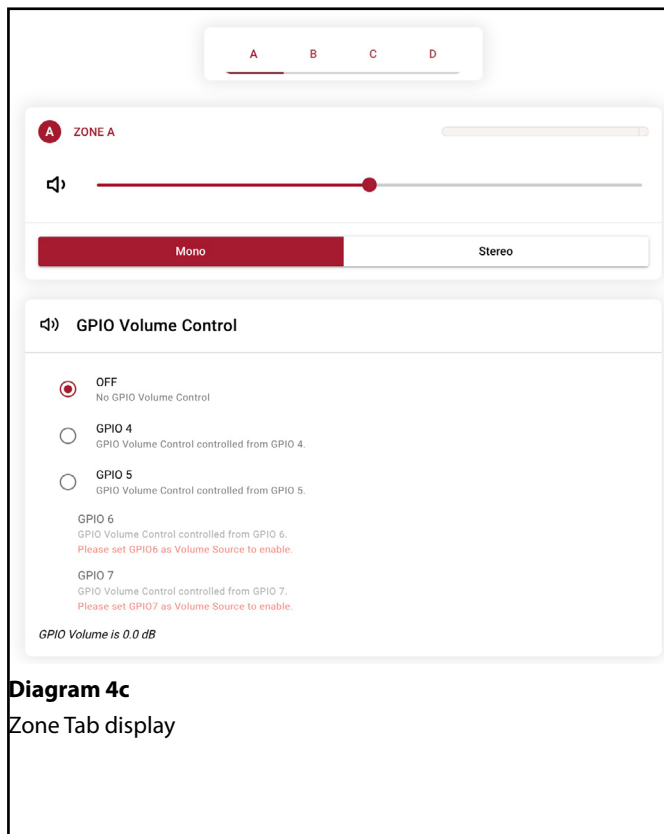 A B C D
A ZONE A
Mono Stereo
GPIO Volume Control
OFF
No GPIO Volume Control
GPIO 4
GPIO Volume Control controlled from GPIO 4.
GPIO 5
GPIO Volume Control controlled from GPIO 5.
GPIO 6
GPIO Volume Control controlled from GPIO 6.
Please set GPIO6 as Volume Source to enable.
GPIO 7
GPIO Volume Control controlled from GPIO 7.
Please set GPIO7 as Volume Source to enable.
GPIO Volume is 0.0 dB
Diagram 4c
Zone Tab display